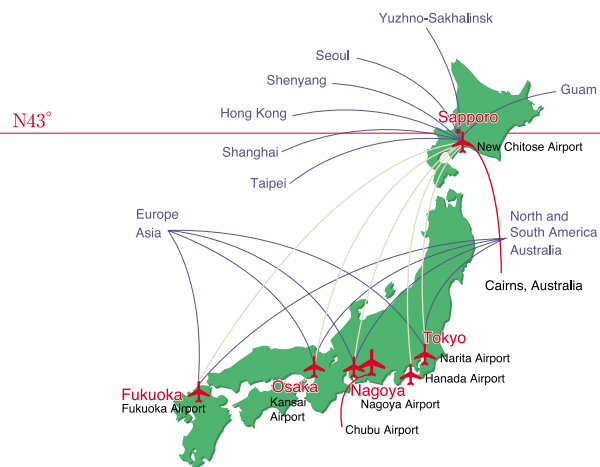 Yuzhno-Sakhalinsk
Seoul
Shenyang
Guam
Hong Kong
Sapporo
N43°
New Chitose Airport
Shanghai
Taipei
Europe
Asia
North and
South America
Australia
Cairns, Australia
Tokyo
Narita Airport
Hanada Airport
Osaka
Kansai
Airport
Nagoya
Nagoya Airport
Fukuoka
Fukuoka Airport
Chubu Airport